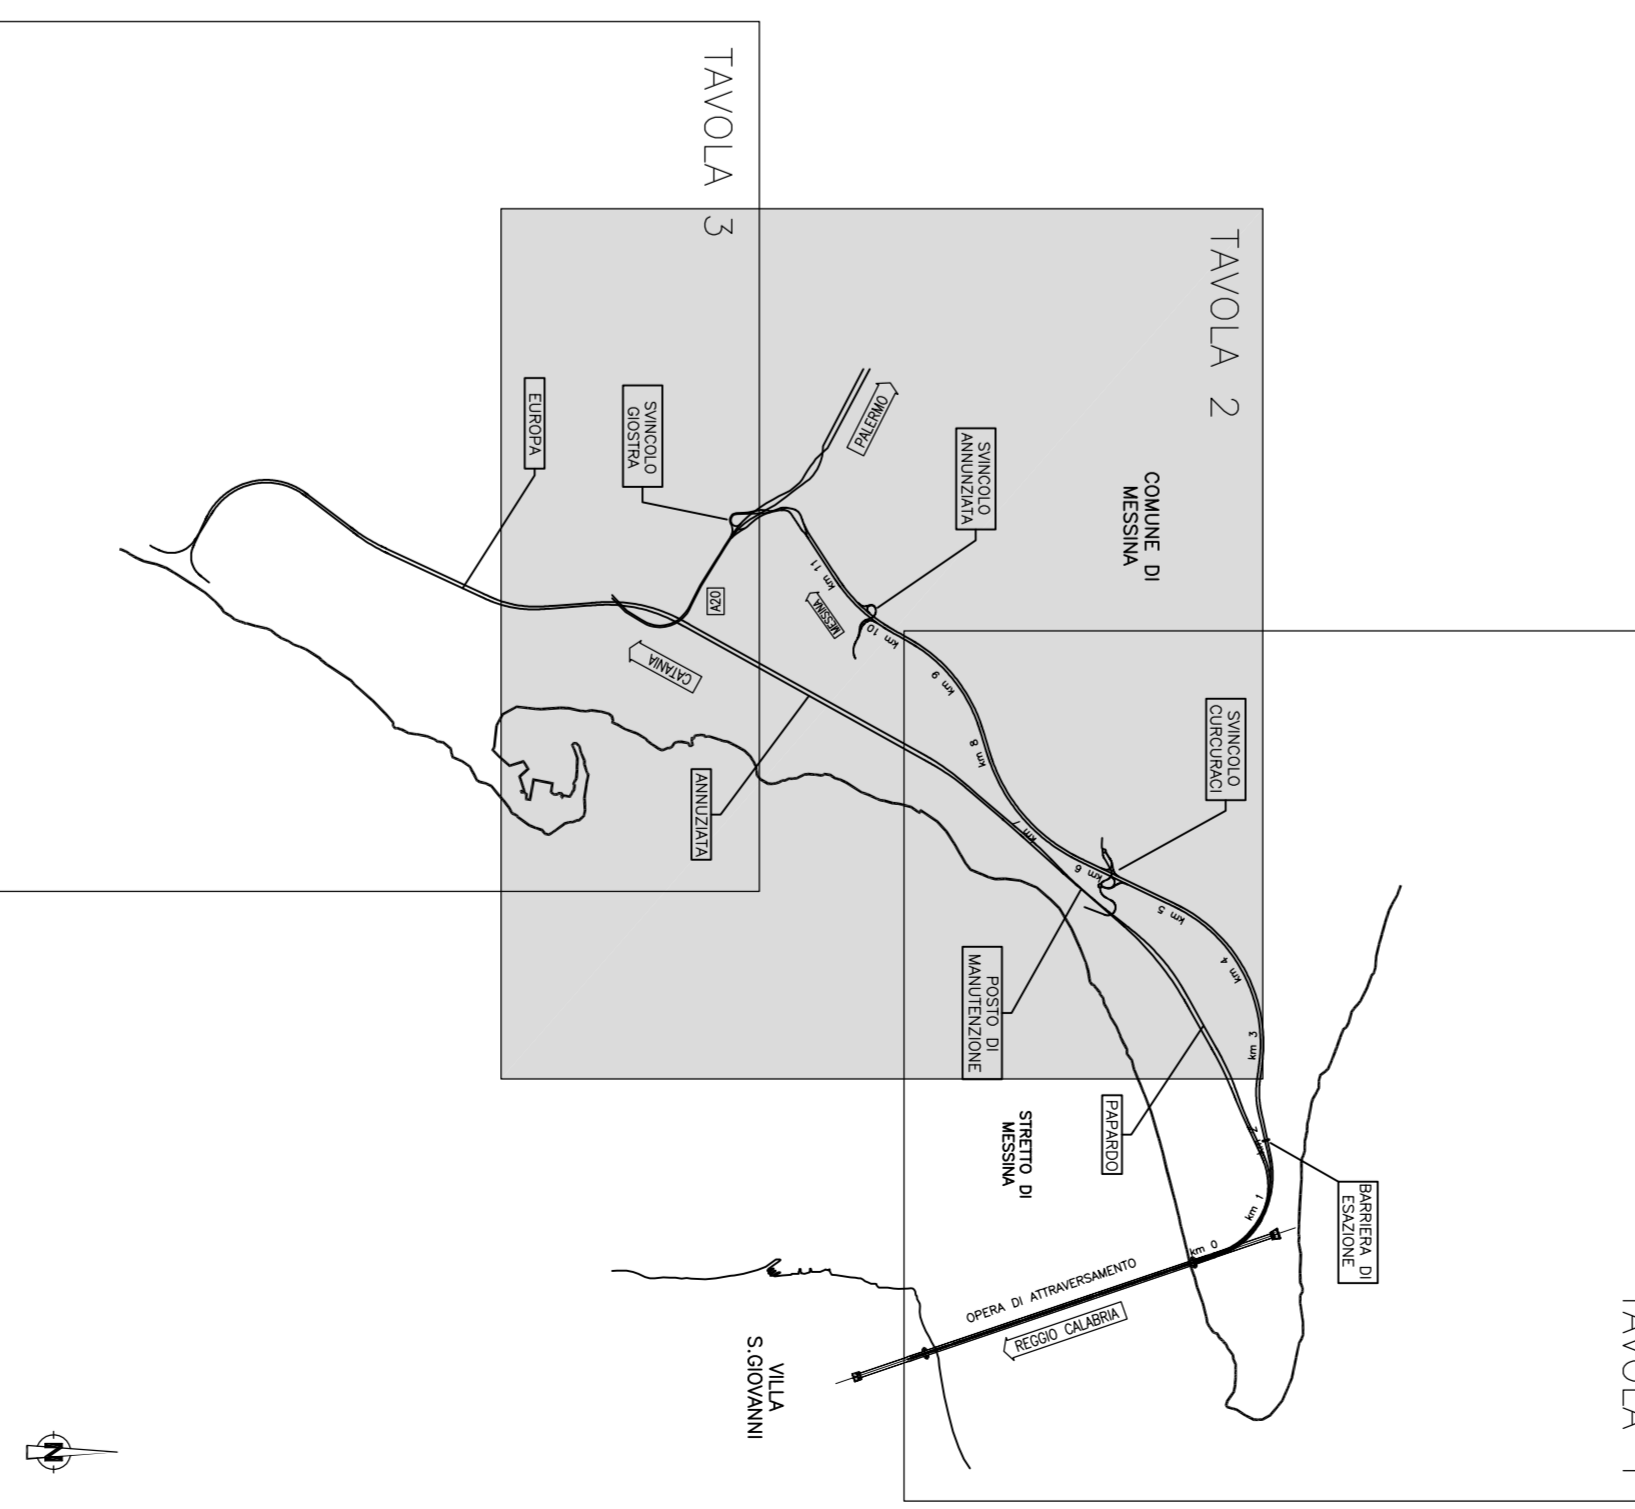 TAVOLA 3
TAVOLA 2
TAVOLA 1
COMUNE DI
MESSINA
SVINCOLO
ANNUNZIATA
PALERMO
SVINCOLO
GIOSTRA
EUROPA
SVINCOLO
CURCURACI
A20
MESSINA
CATANIA
ANNUZIATA
POSTO DI
MANUTENZIONE
PAPARDO
BARRIERA DI
ESAZIONE
STRETTO DI
MESSINA
OPERA DI ATTRAVERSAMENTO
REGGIO CALABRIA
VILLA
S.GIOVANNI
km 0
km 1
km 2
km 3
km 4
km 5
km 6
km 7
km 8
km 9
km 10
km 11
N